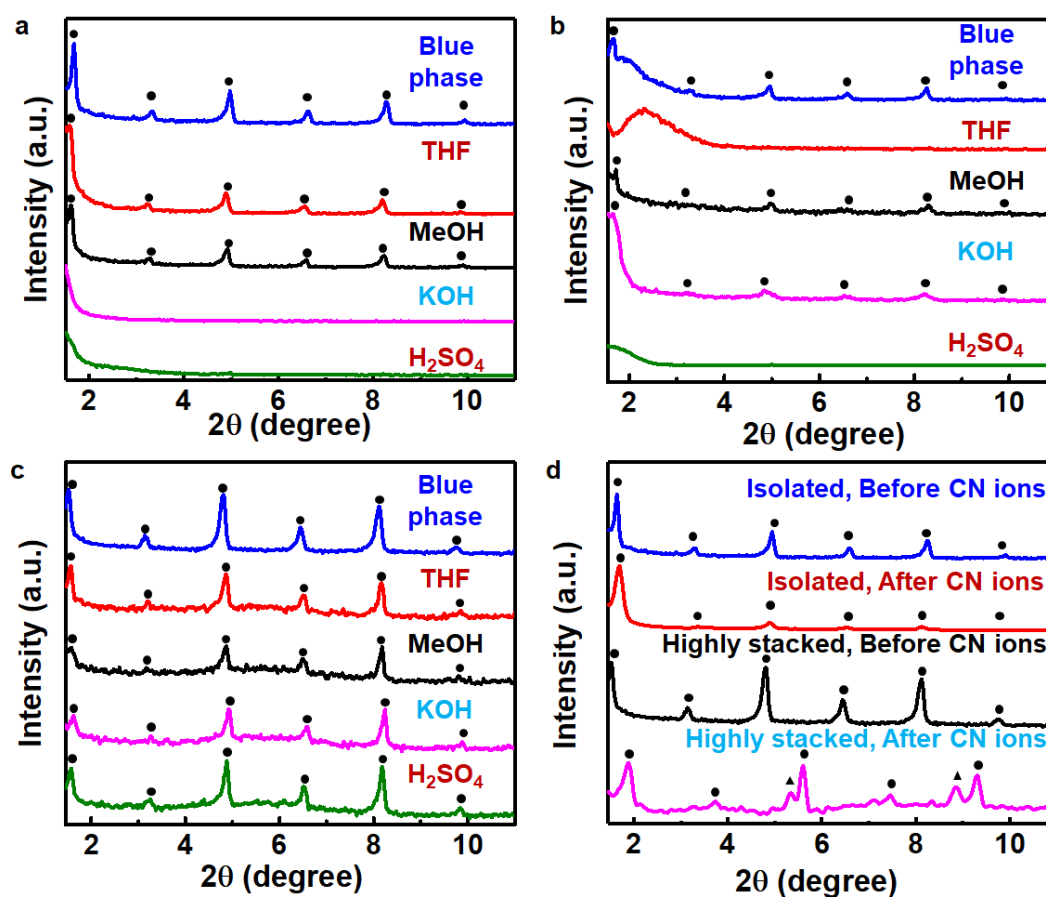 a
Blue
phase
THF
MeOH
KOH
H₂SO₄
Intensity (a.u.)
2 4 6 8 10
2θ (degree)
b
Blue
phase
THF
MeOH
KOH
H₂SO₄
Intensity (a.u.)
2 4 6 8 10
2θ (degree)
c
Blue
phase
THF
MeOH
KOH
H₂SO₄
Intensity (a.u.)
2 4 6 8 10
2θ (degree)
d
Isolated, Before CN ions
Isolated, After CN ions
Highly stacked, Before CN ions
Highly stacked, After CN ions
Intensity (a.u.)
2 4 6 8 10
2θ (degree)